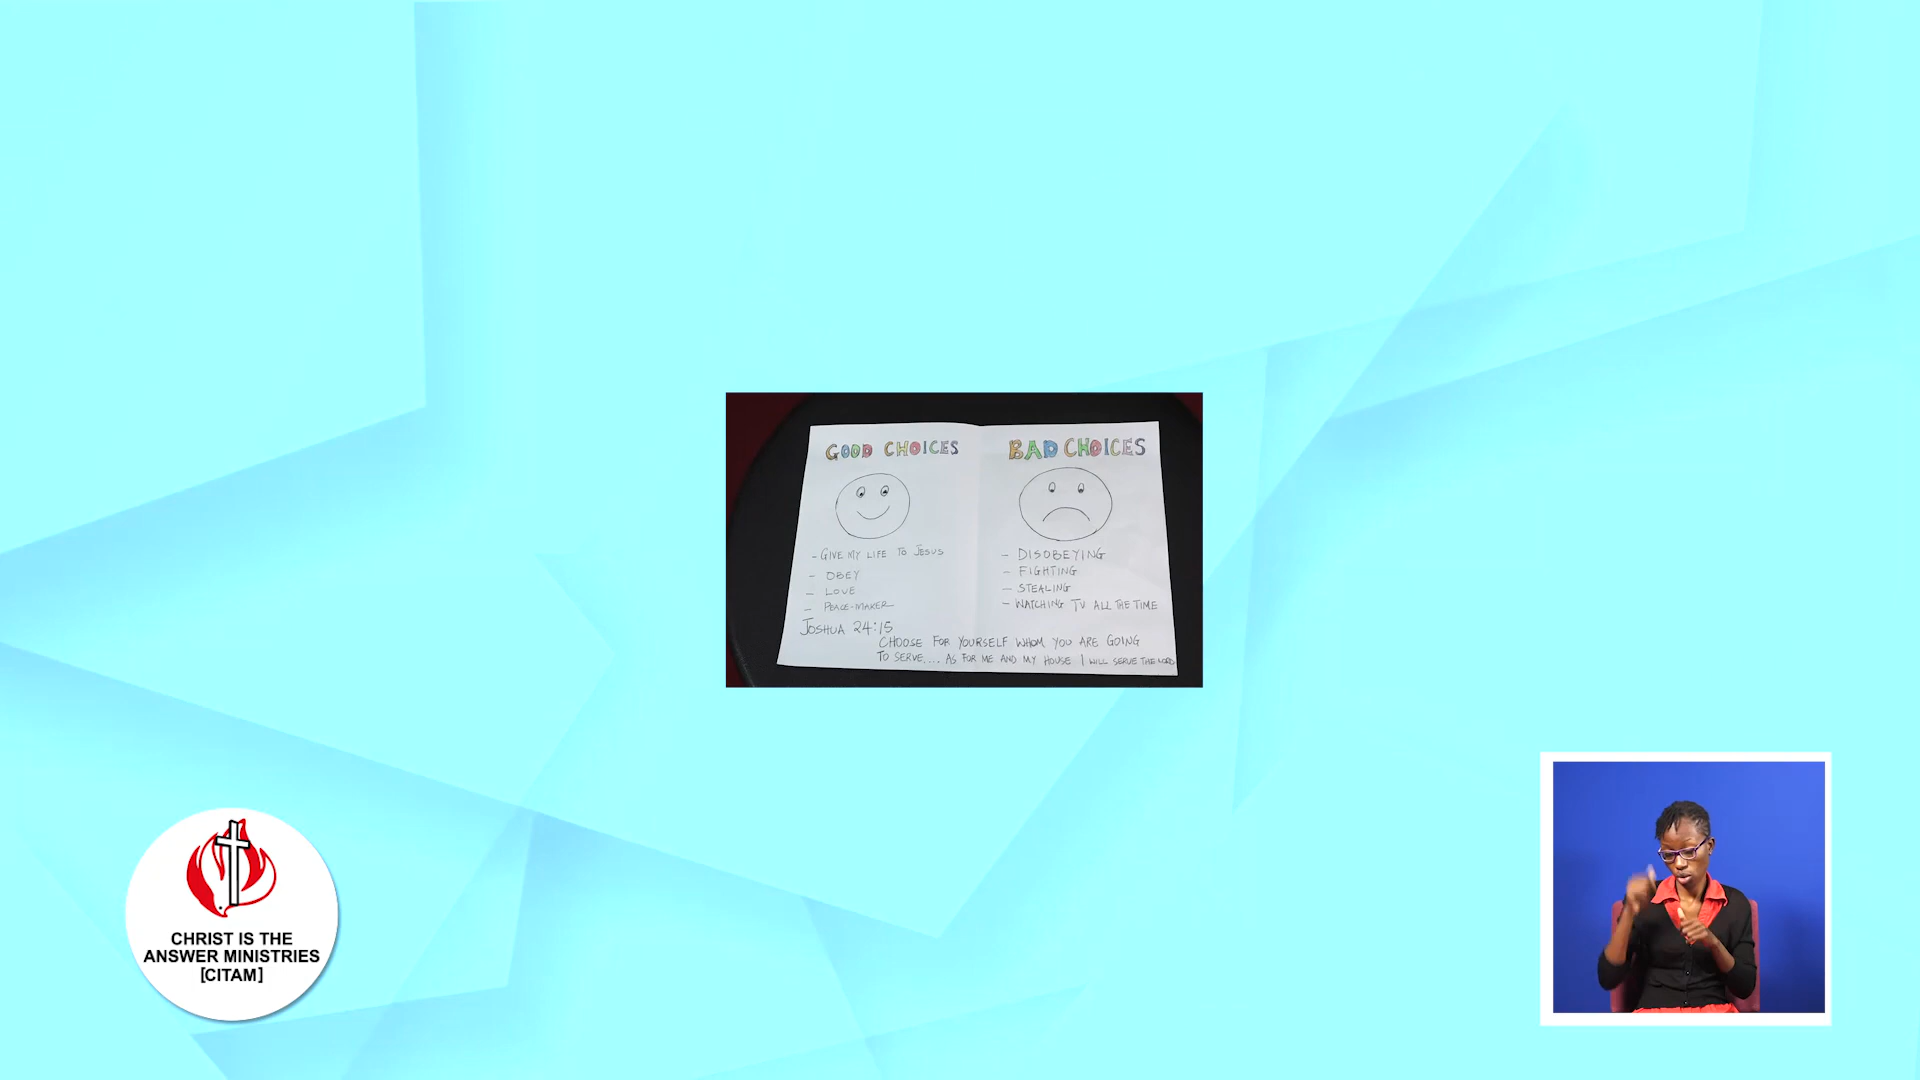 GOOD CHOICES
- GIVE MY LIFE TO JESUS
- OBEY
- LOVE
- PEACE-MAKER
BAD CHOICES
- DISOBEYING
- FIGHTING
- STEALING
- WATCHING TV ALL THE TIME
JOSHUA 24:15
CHOOSE FOR YOURSELF WHOM YOU ARE GOING
TO SERVE.... AS FOR ME AND MY HOUSE I WILL SERVE THE LORD
CHRIST IS THE
ANSWER MINISTRIES
[CITAM]